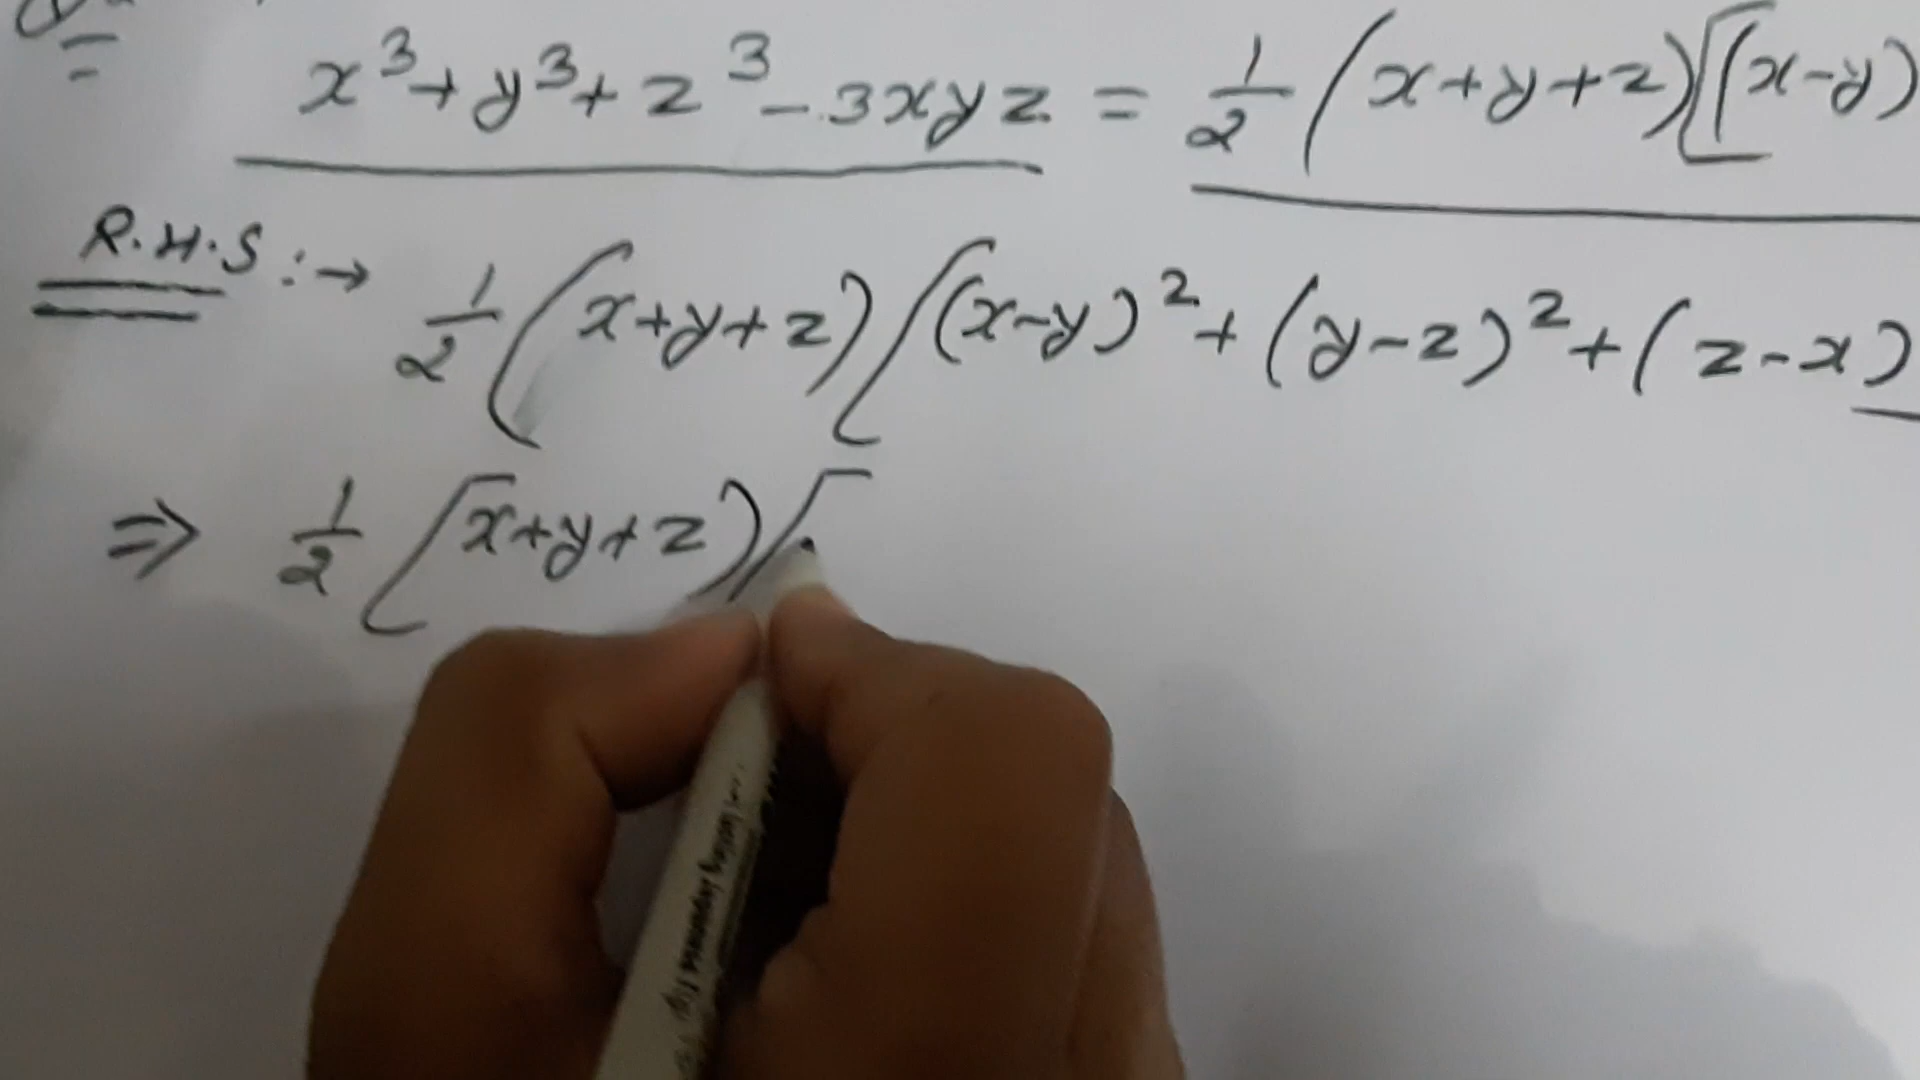 x³+y³+z³-3xyz = 1/2 (x+y+z)[(x-y)
R.H.S :→ 1/2 (x+y+z) [(x-y)²+(y-z)²+(z-x)
⇒ 1/2 [x+y+z) [